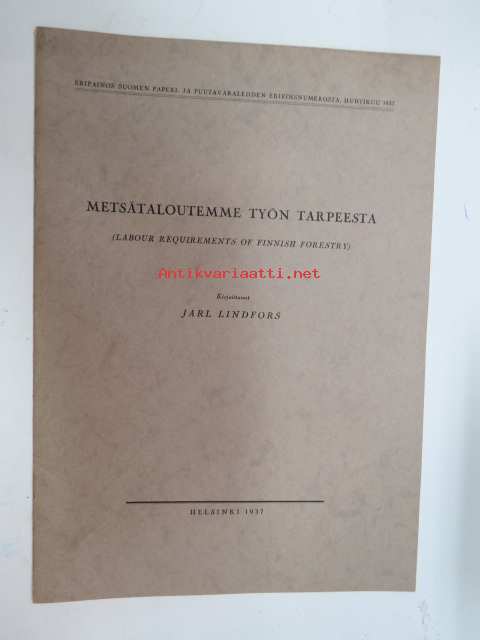 ERIPAINOS SUOMEN PAPERI- JA PUUTAVARALEHDEN ERIKOISNUMEROSTA, HUHTIKUU 1937
METSÄTALOUTEMME TYÖN TARPEESTA
(LABOUR REQUIREMENTS OF FINNISH FORESTRY)
Antikvariaatti.net
Kirjoittanut
JARL LINDFORS
HELSINKI 1937